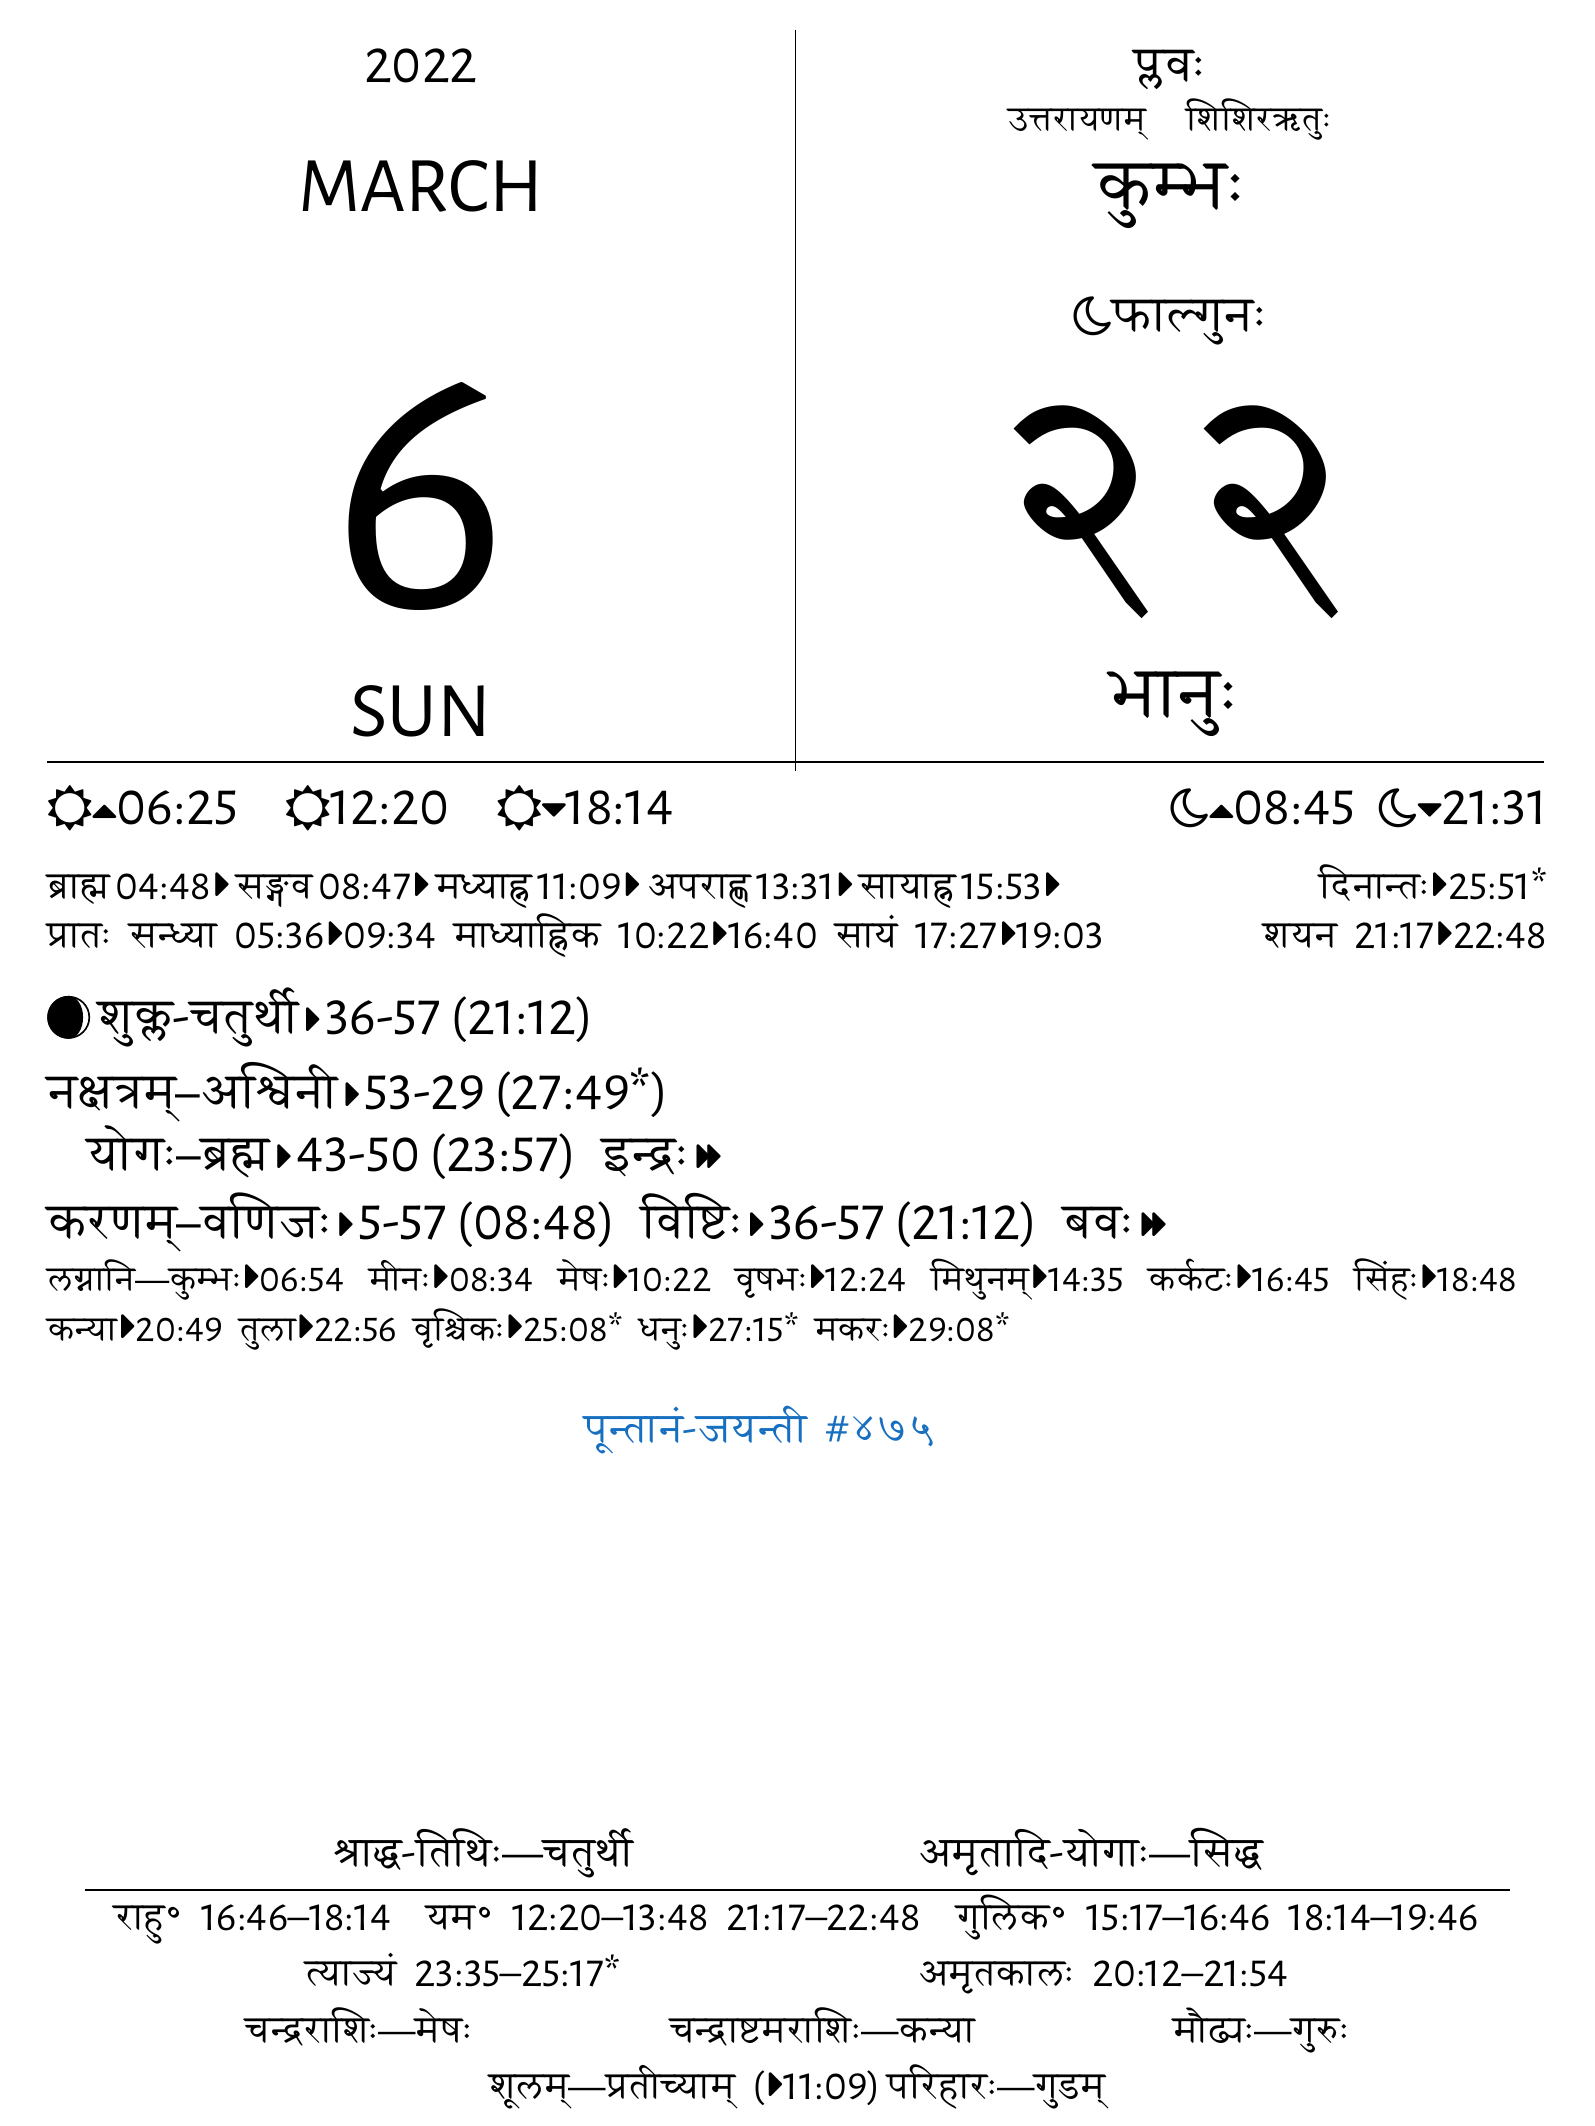 2022
MARCH
6
SUN
प्लवः
उत्तरायणम् शिशिरऋतुः
कुम्भः
फाल्गुनः
२२
भानुः
06:25 12:20 18:14 08:45 21:31
ब्राह्म 04:48 सङ्गव 08:47 मध्याह्न 11:09 अपराह्ण 13:31 सायाह्न 15:53 दिनान्तः 25:51*
प्रातः सन्ध्या 05:36 09:34 माध्याह्निक 10:22 16:40 सायं 17:27 19:03 शयन 21:17 22:48
शुक्ल-चतुर्थी 36-57 (21:12)
नक्षत्रम्–अश्विनी 53-29 (27:49*)
योगः–ब्रह्म 43-50 (23:57) इन्द्रः
करणम्–वणिजः 5-57 (08:48) विष्टिः 36-57 (21:12) बवः
लग्नानि—कुम्भः 06:54 मीनः 08:34 मेषः 10:22 वृषभः 12:24 मिथुनम् 14:35 कर्कटः 16:45 सिंहः 18:48
कन्या 20:49 तुला 22:56 वृश्चिकः 25:08* धनुः 27:15* मकरः 29:08*
पून्तानं-जयन्ती #४७५
श्राद्ध-तिथिः—चतुर्थी अमृतादि-योगाः—सिद्ध
राहु° 16:46–18:14 यम° 12:20–13:48 21:17–22:48 गुलिक° 15:17–16:46 18:14–19:46
त्याज्यं 23:35–25:17* अमृतकालः 20:12–21:54
चन्द्रराशिः—मेषः चन्द्राष्टमराशिः—कन्या मौढ्यः—गुरुः
शूलम्—प्रतीच्याम् (11:09) परिहारः—गुडम्